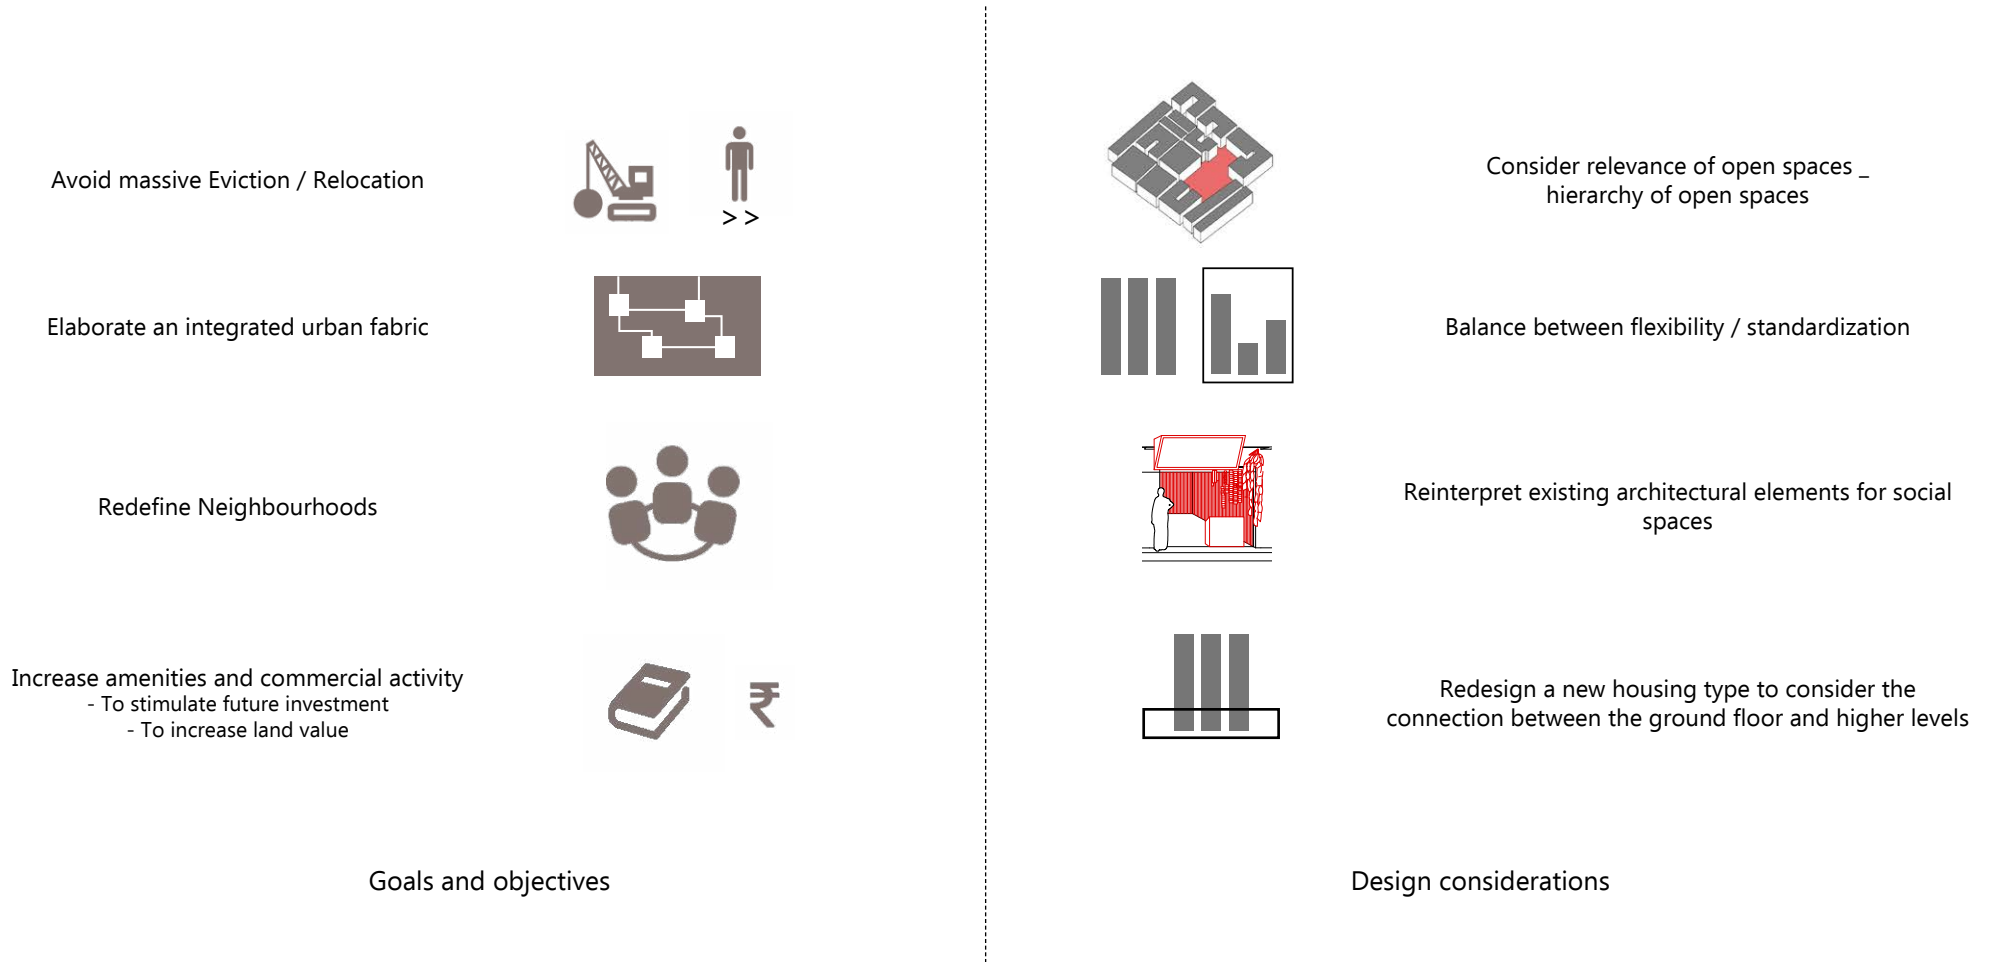 Avoid massive Eviction / Relocation
>>
Elaborate an integrated urban fabric
Redefine Neighbourhoods
Increase amenities and commercial activity
- To stimulate future investment
- To increase land value
₹
Goals and objectives
Consider relevance of open spaces _
hierarchy of open spaces
Balance between flexibility / standardization
Reinterpret existing architectural elements for social
spaces
Redesign a new housing type to consider the
connection between the ground floor and higher levels
Design considerations